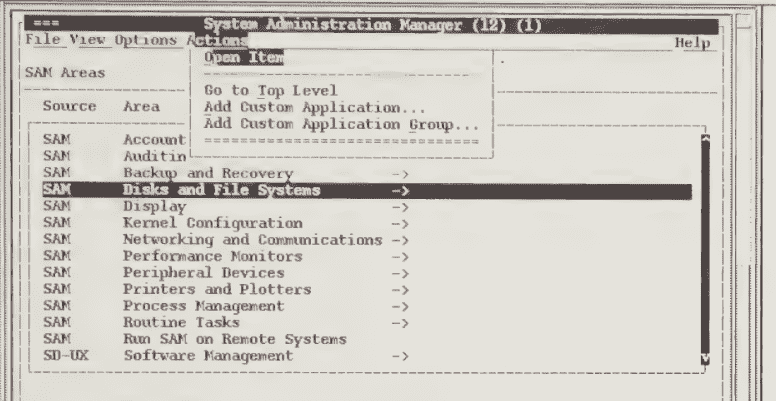 === System Administration Manager (12) (1)
File View Options Actions Help
Open Item
SAM Areas
Go to Top Level
Source Area Add Custom Application...
Add Custom Application Group...
SAM Account
SAM Auditin
SAM Backup and Recovery ->
SAM Disks and File Systems ->
SAM Display ->
SAM Kernel Configuration ->
SAM Networking and Communications ->
SAM Performance Monitors ->
SAM Peripheral Devices ->
SAM Printers and Plotters ->
SAM Process Management ->
SAM Routine Tasks ->
SAM Run SAM on Remote Systems
SD-UX Software Management ->